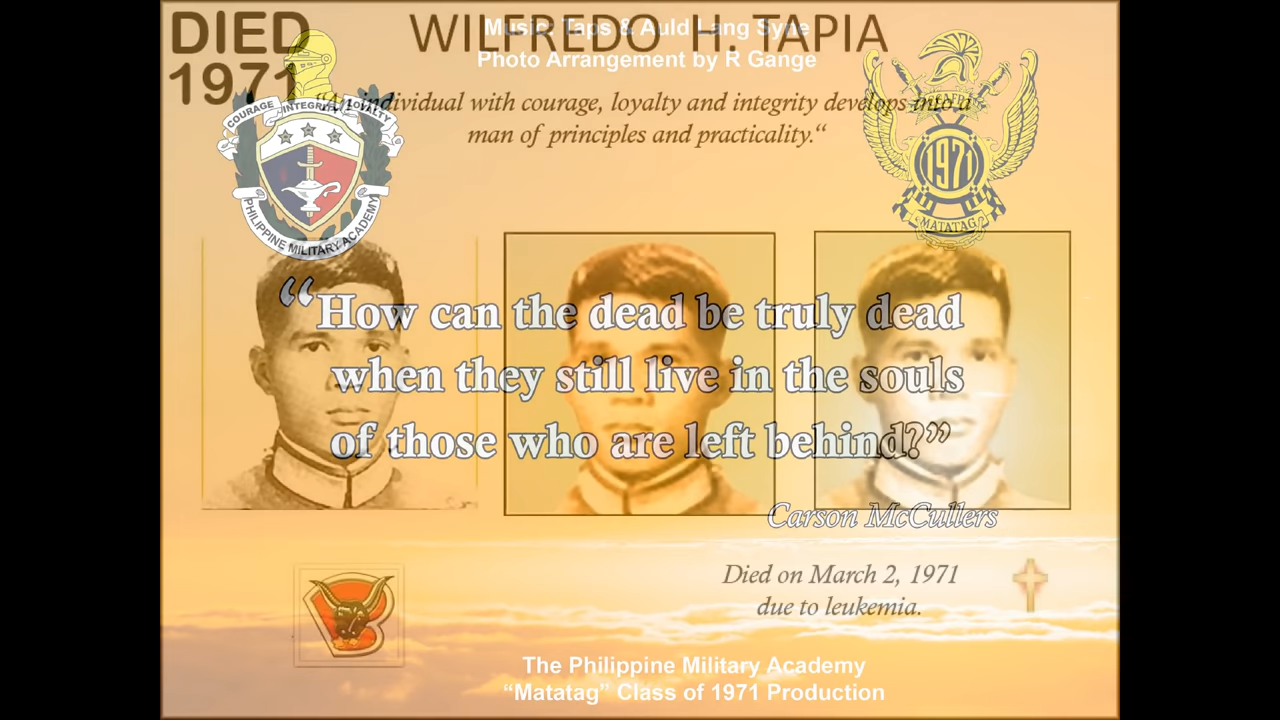 DIED
1971
WILFREDO H. TAPIA
Music: Taps & Auld Lang Syne
Photo Arrangement by R Gange
“An individual with courage, loyalty and integrity develops into a
man of principles and practicality.“
COURAGE INTEGRITY LOYALTY
PHILIPPINE MILITARY ACADEMY
1971
MATATAG
“How can the dead be truly dead
when they still live in the souls
of those who are left behind?”
Carson McCullers
Died on March 2, 1971
due to leukemia.
B
The Philippine Military Academy
“Matatag” Class of 1971 Production